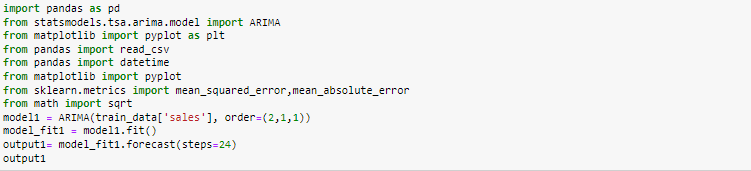 import pandas as pd
from statsmodels.tsa.arima.model import ARIMA
from matplotlib import pyplot as plt
from pandas import read_csv
from pandas import datetime
from matplotlib import pyplot
from sklearn.metrics import mean_squared_error,mean_absolute_error
from math import sqrt
model1 = ARIMA(train_data['sales'], order=(2,1,1))
model_fit1 = model1.fit()
output1= model_fit1.forecast(steps=24)
output1